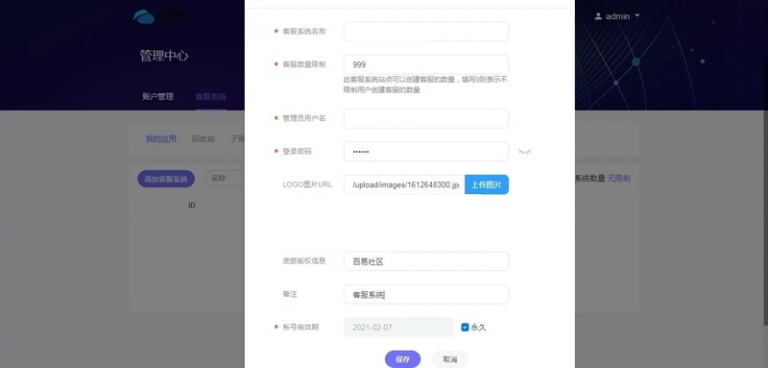 admin
管理中心
账户管理 客服系统
我的应用 回收站
添加客服系统 名称
系统数量 无限制
ID
* 客服系统名称
* 客服数量限制 999
此客服系统站点可以创建客服的数量，填写0则表示不
限制用户创建客服的数量
* 管理员用户名
* 登录密码 ••••••
LOGO图片URL /upload/images/1612648300.jp 上传图片
底部版权信息 百易社区
备注 客服系统
* 帐号有效期 2021-02-07 永久
保存 取消